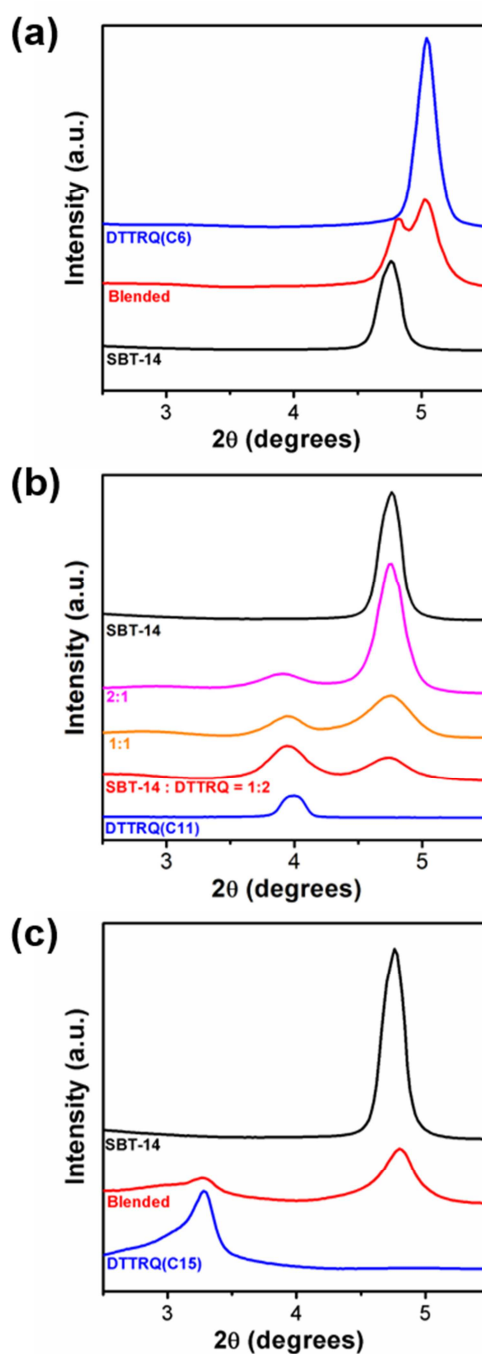 (a)
Intensity (a.u.)
DTTRQ(C6)
Blended
SBT-14
3 4 5
2θ (degrees)
(b)
Intensity (a.u.)
SBT-14
2:1
1:1
SBT-14 : DTTRQ = 1:2
DTTRQ(C11)
3 4 5
2θ (degrees)
(c)
Intensity (a.u.)
SBT-14
Blended
DTTRQ(C15)
3 4 5
2θ (degrees)